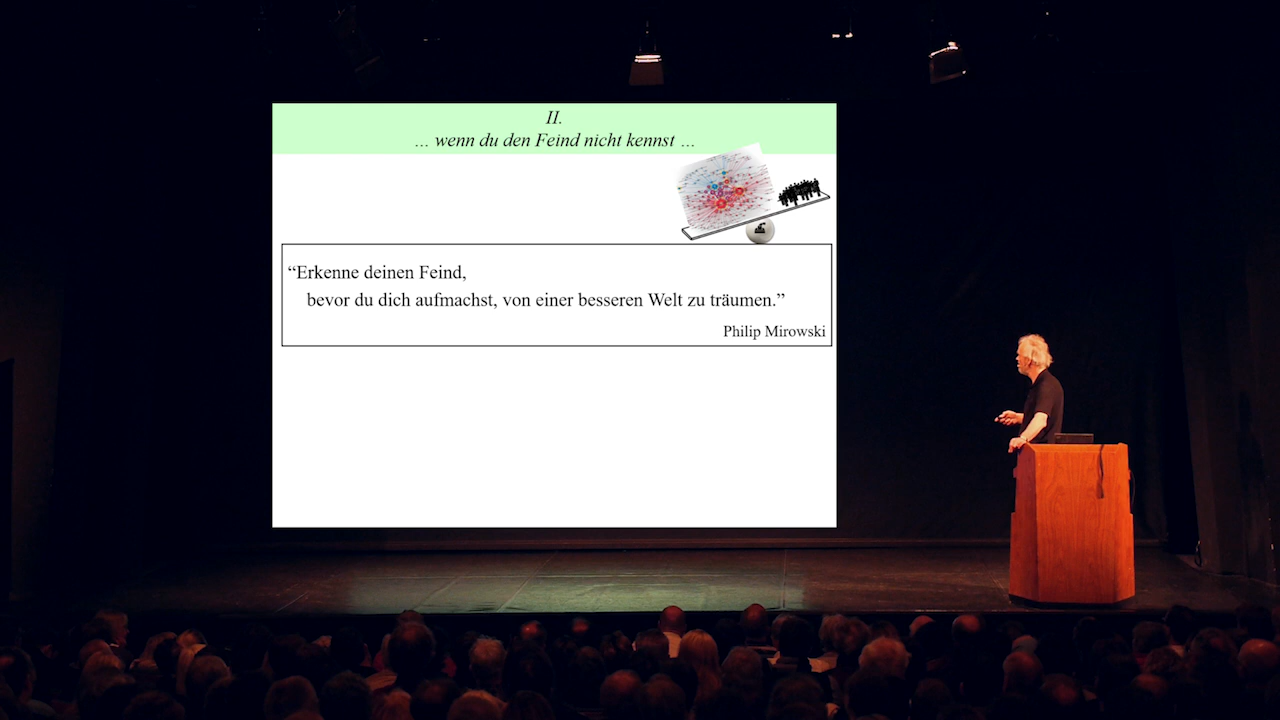 II.
… wenn du den Feind nicht kennst …
“Erkenne deinen Feind,
bevor du dich aufmachst, von einer besseren Welt zu träumen.”
Philip Mirowski